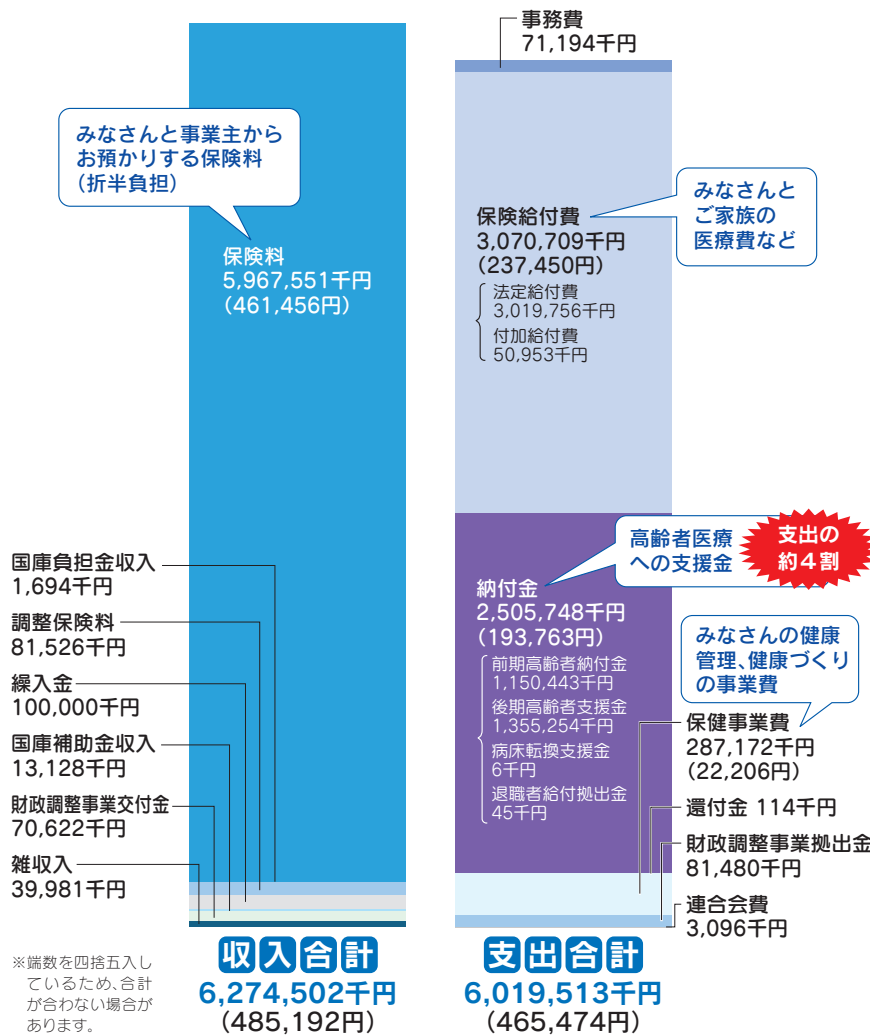 みなさんと事業主から
お預かりする保険料
(折半負担)
保険料
5,967,551千円
(461,456円)
国庫負担金収入
1,694千円
調整保険料
81,526千円
繰入金
100,000千円
国庫補助金収入
13,128千円
財政調整事業交付金
70,622千円
雑収入
39,981千円
※端数を四捨五入し
ているため、合計
が合わない場合が
あります。
収入合計
6,274,502千円
(485,192円)
事務費
71,194千円
保険給付費
3,070,709千円
(237,450円)
法定給付費
3,019,756千円
付加給付費
50,953千円
みなさんと
ご家族の
医療費など
高齢者医療
への支援金
支出の
約4割
納付金
2,505,748千円
(193,763円)
前期高齢者納付金
1,150,443千円
後期高齢者支援金
1,355,254千円
病床転換支援金
6千円
退職者給付拠出金
45千円
みなさんの健康
管理、健康づくり
の事業費
保健事業費
287,172千円
(22,206円)
還付金 114千円
財政調整事業拠出金
81,480千円
連合会費
3,096千円
支出合計
6,019,513千円
(465,474円)